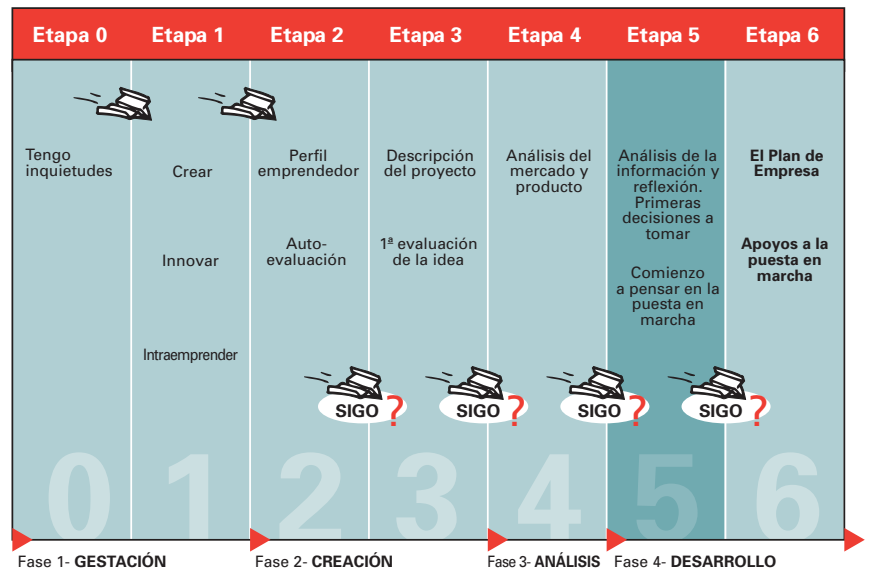 Etapa 0 Etapa 1 Etapa 2 Etapa 3 Etapa 4 Etapa 5 Etapa 6
Tengo
inquietudes
Crear
Innovar
Intraemprender
Perfil
emprendedor
Auto-
evaluación
Descripción
del proyecto
1ª evaluación
de la idea
Análisis del
mercado y
producto
Análisis de la
información y
reflexión.
Primeras
decisiones a
tomar
Comienzo
a pensar en la
puesta en
marcha
El Plan de
Empresa
Apoyos a la
puesta en
marcha
SIGO ? SIGO ? SIGO ? SIGO ?
0 1 2 3 4 5 6
Fase 1- GESTACIÓN Fase 2- CREACIÓN Fase 3- ANÁLISIS Fase 4- DESARROLLO